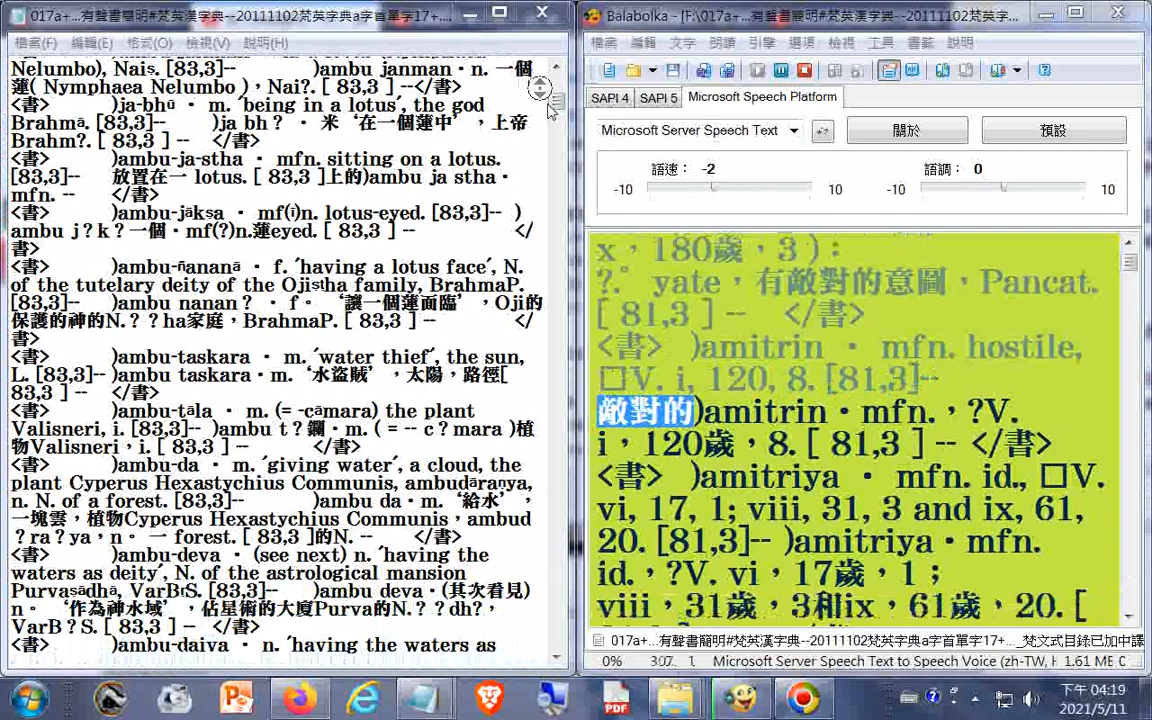 017a+...有聲書簡明#梵英漢字典--20111102梵英字典a字首單字17+...
檔案(F) 編輯(E) 格式(O) 檢視(V) 說明(H)
Nelumbo), Naiṣ. [83,3]-- )ambu janman‧n. 一個
蓮( Nymphaea Nelumbo )，Nai?. [ 83,3 ] --</書>
<書> )ja-bhū ‧ m. 'being in a lotus', the god
Brahmā. [83,3]-- )ja bh？‧米‘在一個蓮中’，上帝
Brahm?. [ 83,3 ] -- </書>
<書> )ambu-ja-stha ‧ mfn. sitting on a lotus.
[83,3]-- 放置在一 lotus. [ 83,3 ]上的)ambu ja stha‧
mfn. -- </書>
<書> )ambu-jākṣa ‧ mf(ī)n. lotus-eyed. [83,3]-- )
ambu j？k？一個‧mf(?)n.蓮eyed. [ 83,3 ] -- </
書>
<書> )ambu-ñananā ‧ f. 'having a lotus face', N.
of the tutelary deity of the Ojiṣṭha family, BrahmaP.
[83,3]-- )ambu nanan？‧f。‘讓一個蓮面臨’，Oji的
保護的神的N.？？ha家庭，BrahmaP. [ 83,3 ] -- </
書>
<書> )ambu-taskara ‧ m. 'water thief', the sun,
L. [83,3]-- )ambu taskara‧m.‘水盜賊’，太陽，路徑[
83,3 ] -- </書>
<書> )ambu-tāla ‧ m. (= -cāmara) the plant
Valisneri, i. [83,3]-- )ambu t？鑭‧m. ( = -- c？mara )植
物Valisneri，i. [ 83,3 ] -- </書>
<書> )ambu-da ‧ m. 'giving water', a cloud, the
plant Cyperus Hexastychius Communis, ambudāraṇya,
n. N. of a forest. [83,3]-- )ambu da‧m.‘給水’，
一塊雲，植物Cyperus Hexastychius Communis，ambud
？ra？ya，n。一 forest. [ 83,3 ]的N. -- </書>
<書> )ambu-deva ‧ (see next) n. 'having the
waters as deity', N. of the astrological mansion
Purvaṣādhā, VarBṛS. [83,3]-- )ambu deva‧(其次看見)
n。‘作為神水域’，佔星術的大廈Purva的N.？？dh?，
VarB？S. [ 83,3 ] -- </書>
<書> )ambu-daiva ‧ n. 'having the waters as
Balabolka - [F:\017a+...有聲書簡明#梵英漢字典--20111102梵英字典a字首單字17+...
檔案 編輯 文字 朗讀 引擎 選項 檢視 工具 書籤 說明
SAPI 4 SAPI 5 Microsoft Speech Platform
Microsoft Server Speech Text 關於 預設
語速： -2 語調： 0
-10 10 -10 10
x，180歲，3 )：
?.° yate，有敵對的意圖，Pancat.
[ 81,3 ] -- </書>
<書> )amitrin ‧ mfn. hostile,
□V. i, 120, 8. [81,3]--
敵對的)amitrin‧mfn.，?V.
i，120歲，8. [ 81,3 ] -- </書>
<書> )amitriya ‧ mfn. id., □V.
vi, 17, 1; viii, 31, 3 and ix, 61,
20. [81,3]-- )amitriya‧mfn.
id.，?V. vi，17歲，1；
viii，31歲，3和ix，61歲，20. [
017a+...有聲書簡明#梵英漢字典--20111102梵英字典a字首單字17+..._梵文式目錄已加中譯
0% 307: 1 Microsoft Server Speech Text to Speech Voice (zh-TW, H 1.61 MB
下午 04:19
2021/5/11